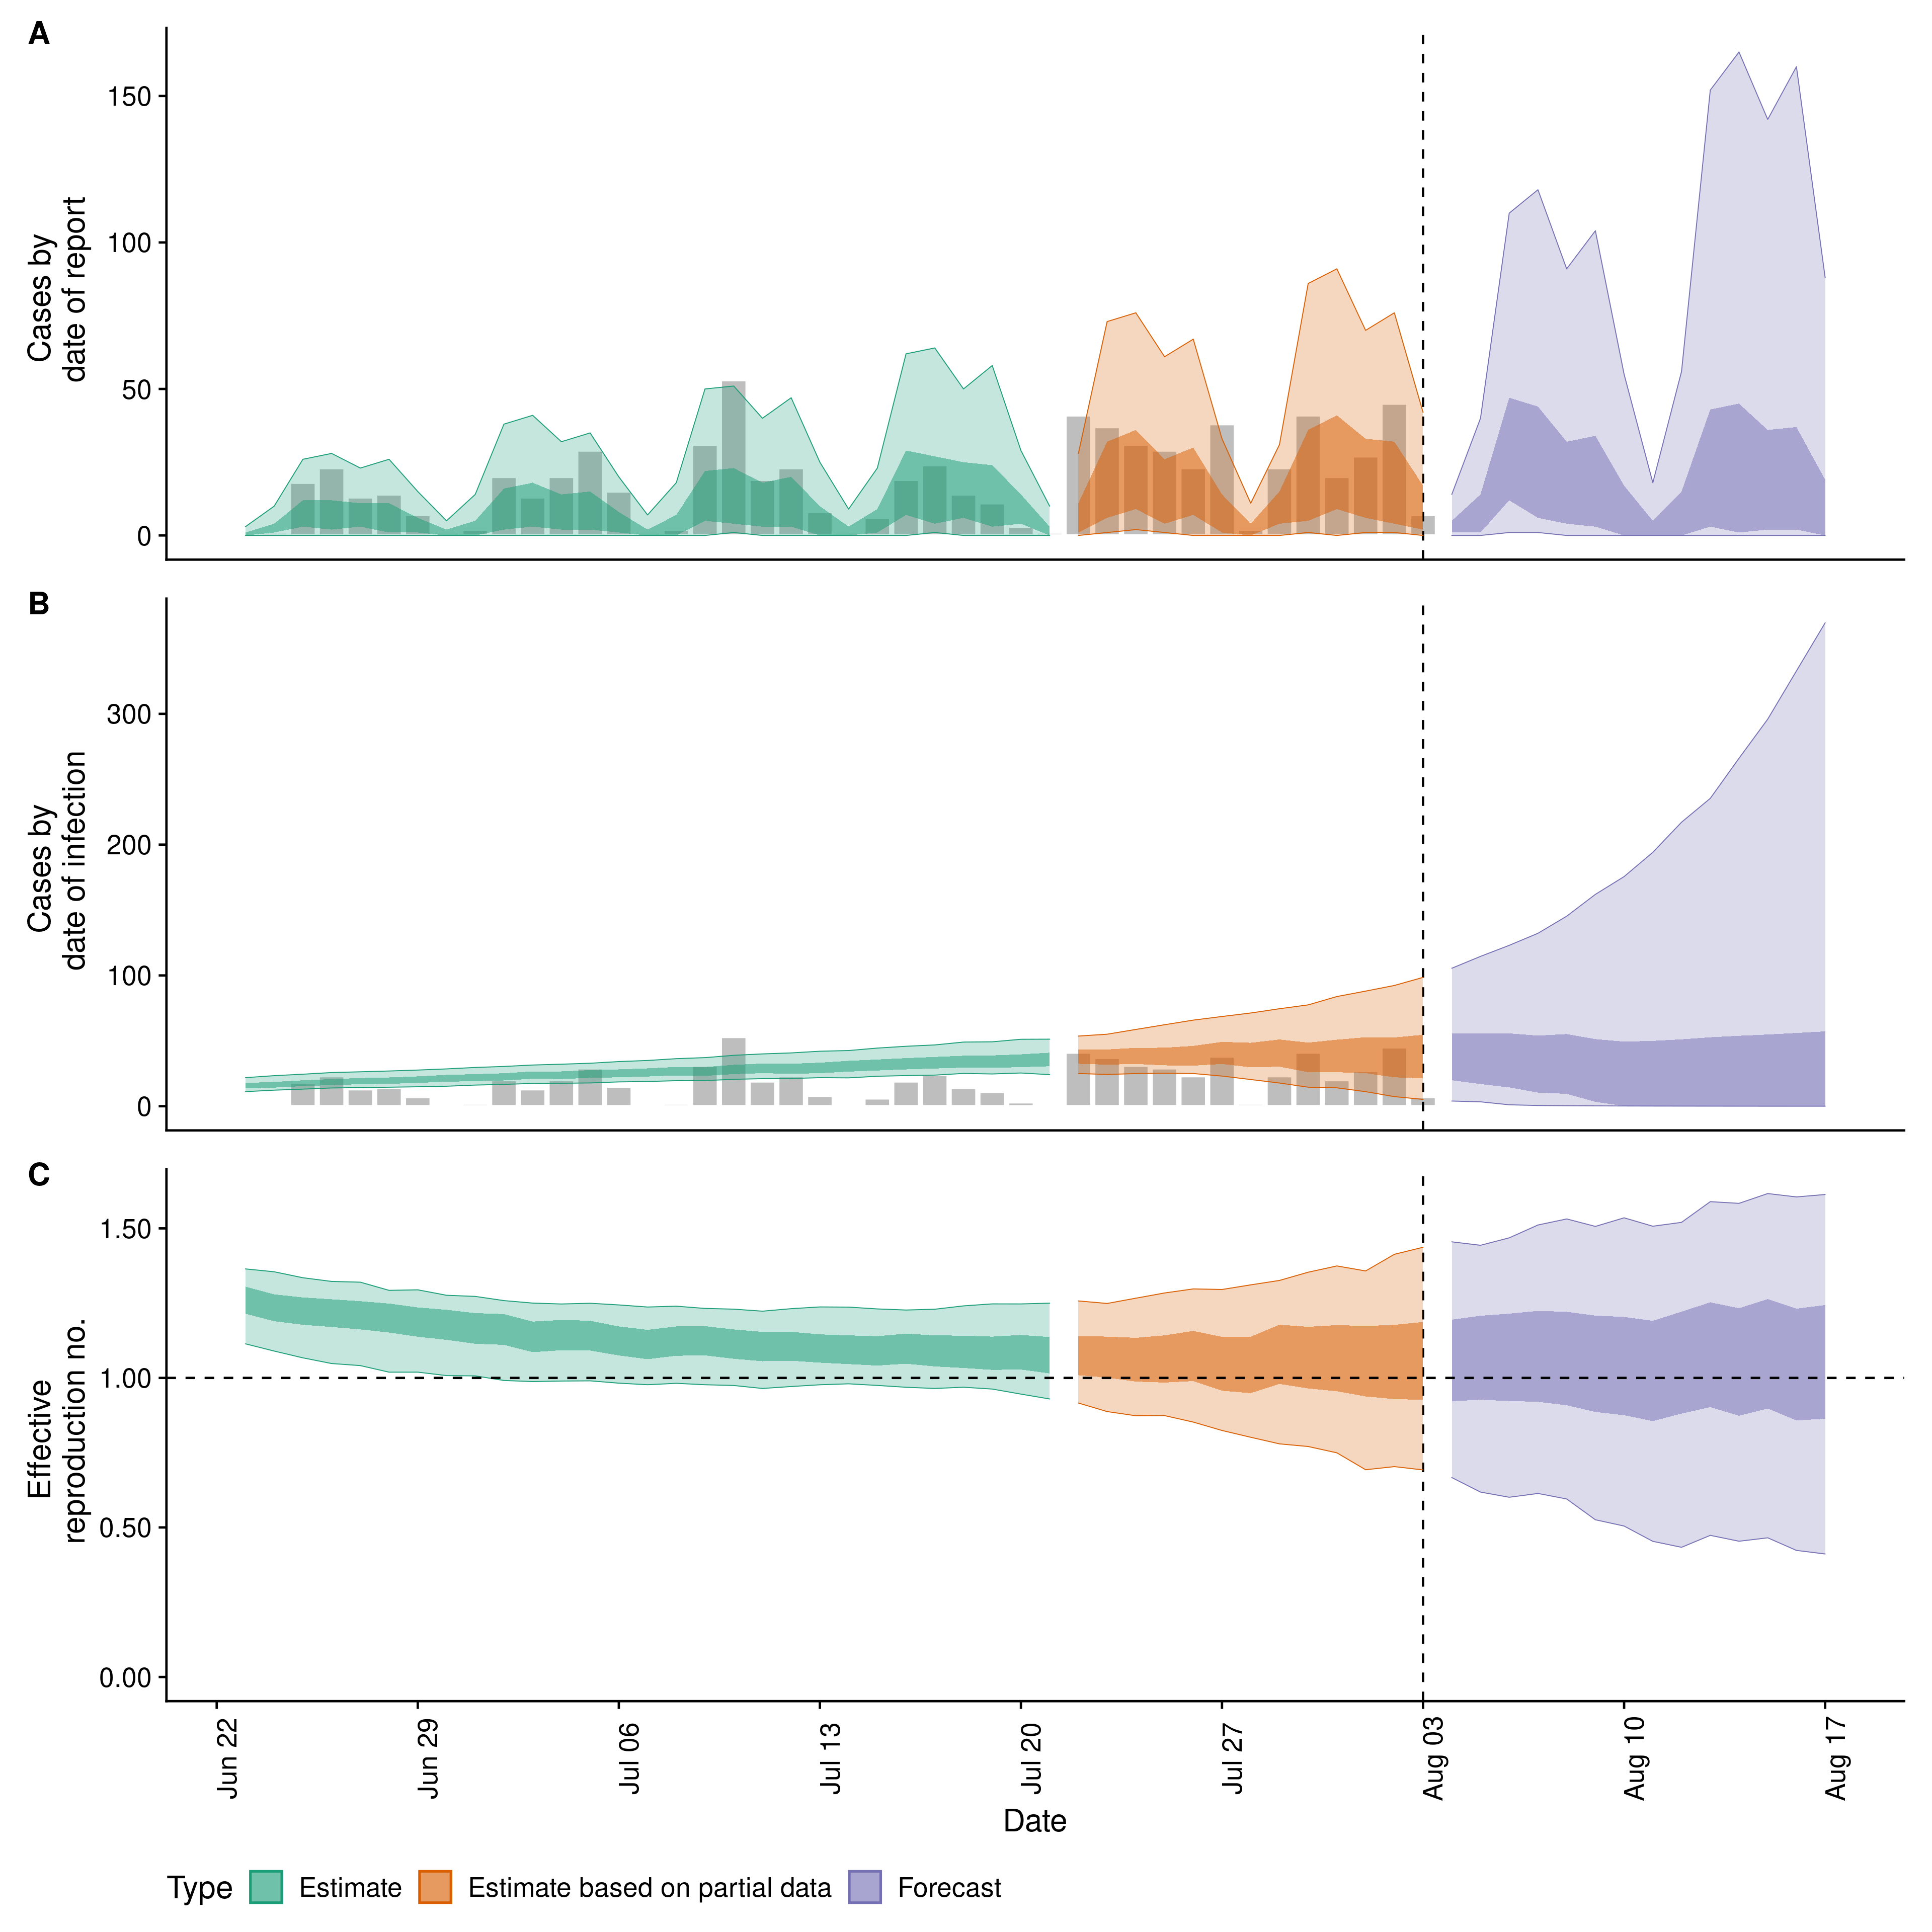 A
150
100
50
0
Cases by
date of report
B
300
200
100
0
Cases by
date of infection
C
1.50
1.00
0.50
0.00
Effective
reproduction no.
Jun 22
Jun 29
Jul 06
Jul 13
Jul 20
Jul 27
Aug 03
Aug 10
Aug 17
Date
Type Estimate Estimate based on partial data Forecast